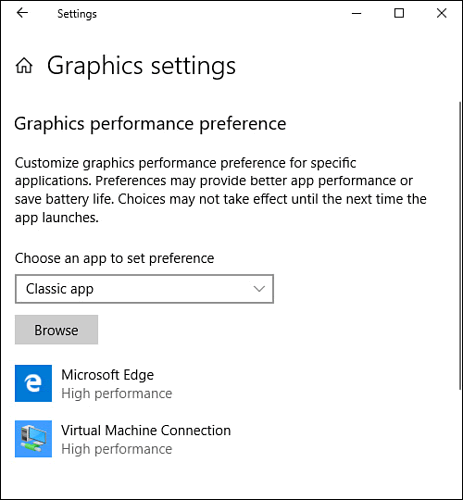 Settings
Graphics settings
Graphics performance preference
Customize graphics performance preference for specific
applications. Preferences may provide better app performance or
save battery life. Choices may not take effect until the next time the
app launches.
Choose an app to set preference
Classic app
Browse
Microsoft Edge
High performance
Virtual Machine Connection
High performance